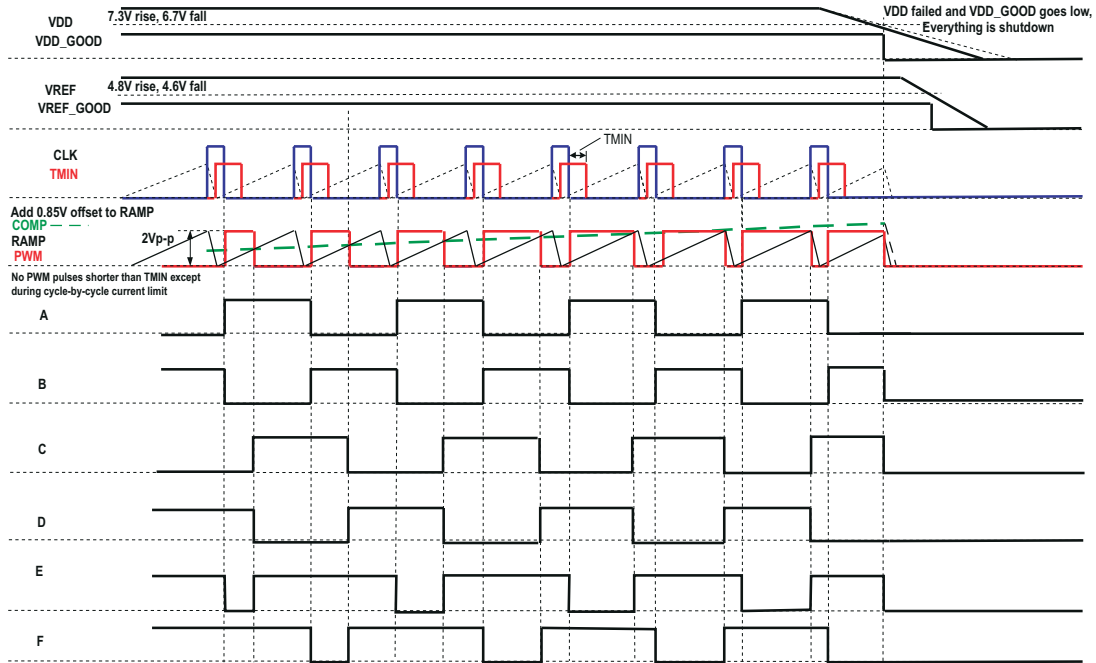 7.3V rise, 6.7V fall
VDD
VDD_GOOD
VDD failed and VDD_GOOD goes low,
Everything is shutdown
4.8V rise, 4.6V fall
VREF
VREF_GOOD
CLK
TMIN
TMIN
Add 0.85V offset to RAMP
COMP
RAMP
PWM
2Vp-p
No PWM pulses shorter than TMIN except
during cycle-by-cycle current limit
A
B
C
D
E
F